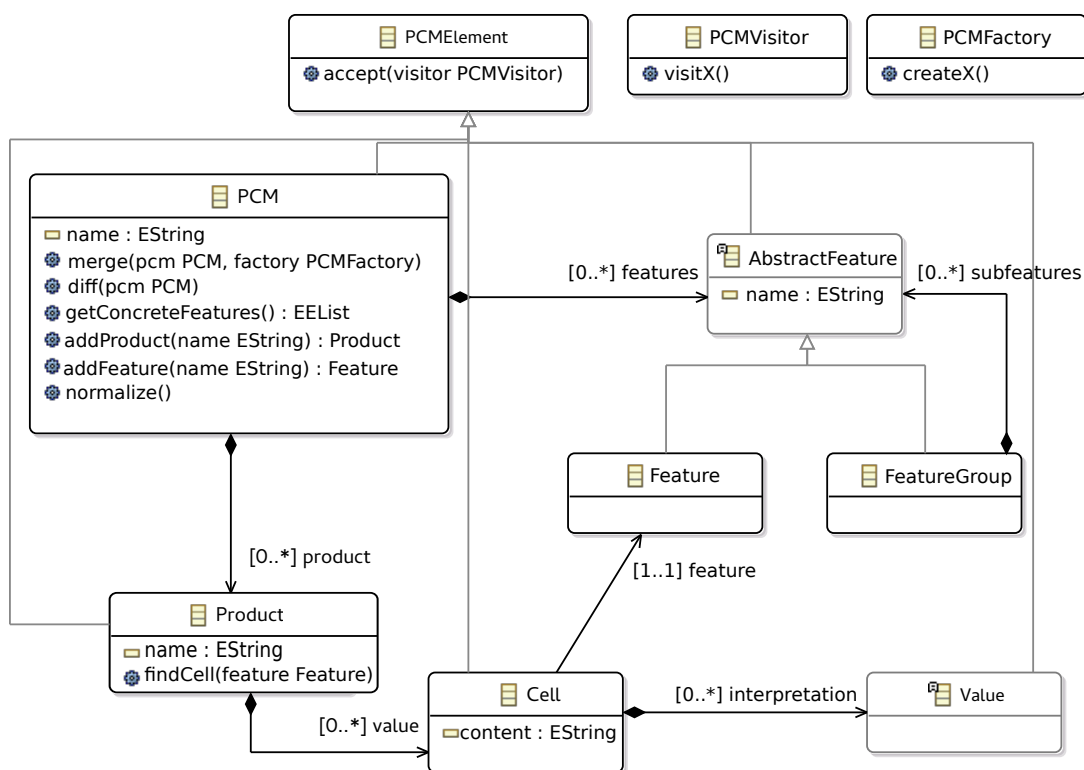 PCMElement
accept(visitor PCMVisitor)
PCMVisitor
visitX()
PCMFactory
createX()
PCM
name : EString
merge(pcm PCM, factory PCMFactory)
diff(pcm PCM)
getConcreteFeatures() : EEList
addProduct(name EString) : Product
addFeature(name EString) : Feature
normalize()
[0..*] features
AbstractFeature
name : EString
[0..*] subfeatures
Feature
FeatureGroup
[0..*] product
[1..1] feature
Product
name : EString
findCell(feature Feature)
[0..*] value
Cell
content : EString
[0..*] interpretation
Value